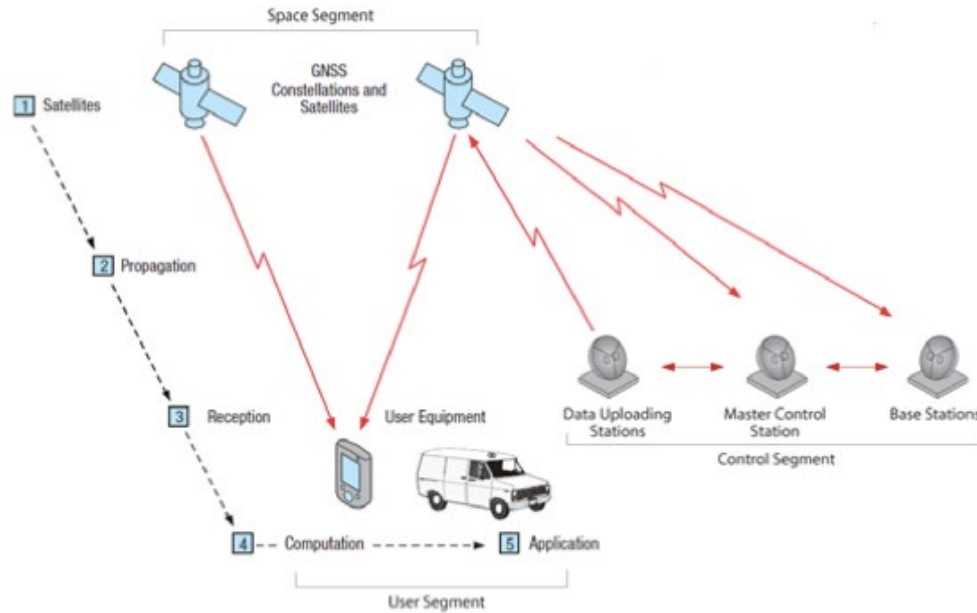 Space Segment
GNSS
Constellations and
Satellites
1 Satellites
2 Propagation
3 Reception
User Equipment
Data Uploading
Stations
Master Control
Station
Base Stations
Control Segment
4 Computation
5 Application
User Segment